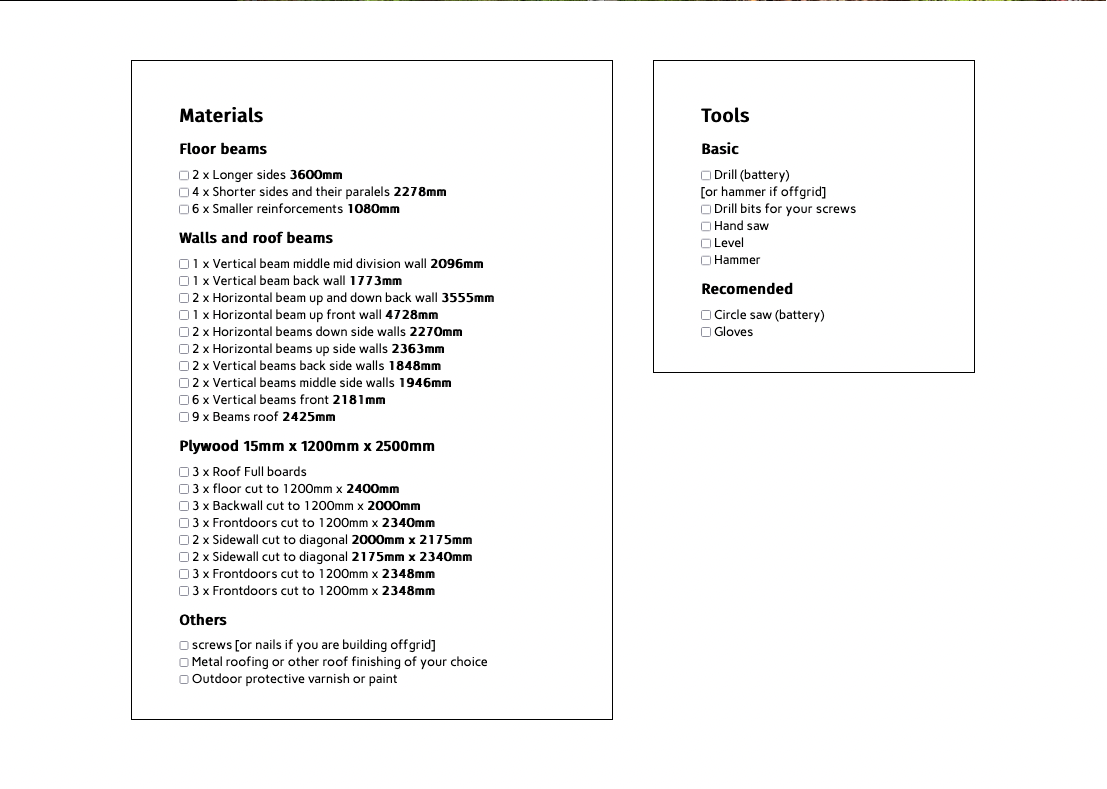 Materials
Floor beams
2 x Longer sides 3600mm
4 x Shorter sides and their paralels 2278mm
6 x Smaller reinforcements 1080mm
Walls and roof beams
1 x Vertical beam middle mid division wall 2096mm
1 x Vertical beam back wall 1773mm
2 x Horizontal beam up and down back wall 3555mm
1 x Horizontal beam up front wall 4728mm
2 x Horizontal beams down side walls 2270mm
2 x Horizontal beams up side walls 2363mm
2 x Vertical beams back side walls 1848mm
2 x Vertical beams middle side walls 1946mm
6 x Vertical beams front 2181mm
9 x Beams roof 2425mm
Plywood 15mm x 1200mm x 2500mm
3 x Roof Full boards
3 x floor cut to 1200mm x 2400mm
3 x Backwall cut to 1200mm x 2000mm
3 x Frontdoors cut to 1200mm x 2340mm
2 x Sidewall cut to diagonal 2000mm x 2175mm
2 x Sidewall cut to diagonal 2175mm x 2340mm
3 x Frontdoors cut to 1200mm x 2348mm
3 x Frontdoors cut to 1200mm x 2348mm
Others
screws [or nails if you are building offgrid]
Metal roofing or other roof finishing of your choice
Outdoor protective varnish or paint
Tools
Basic
Drill (battery)
[or hammer if offgrid]
Drill bits for your screws
Hand saw
Level
Hammer
Recomended
Circle saw (battery)
Gloves